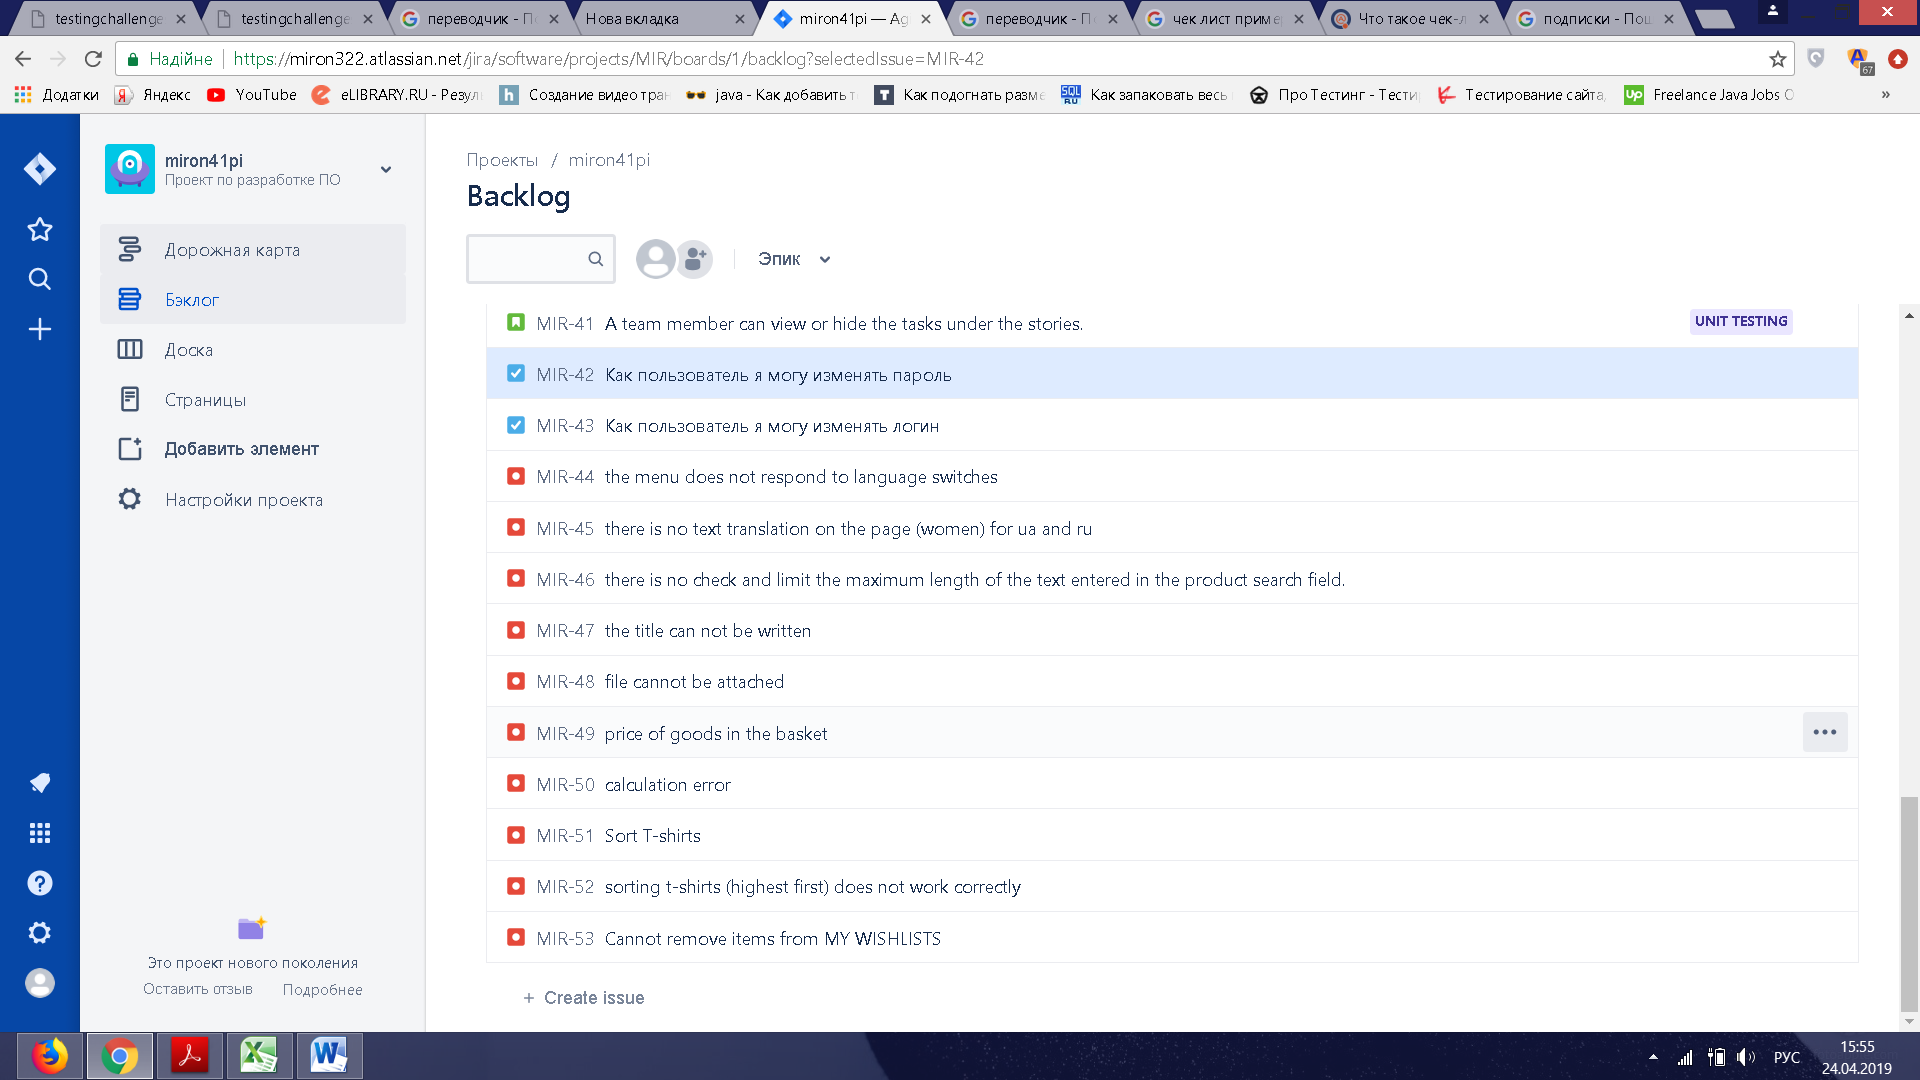 testingchallenge
testingchallenge
переводчик - П
Нова вкладка
miron41pi — Ag
переводчик - П
чек лист приме
Что такое чек-л
подписки - Пош
Надійне
https://miron322.atlassian.net/jira/software/projects/MIR/boards/1/backlog?selectedIssue=MIR-42
67
Додатки
Яндекс
YouTube
eLIBRARY.RU - Резул
Создание видео тран
java - Как добавить т
Как подогнать разме
Как запаковать весь
Про Тестинг - Тести
Тестирование сайта,
Freelance Java Jobs O
»
miron41pi
Проект по разработке ПО
Дорожная карта
Бэклог
Доска
Страницы
Добавить элемент
Настройки проекта
Это проект нового поколения
Оставить отзыв
Подробнее
Проекты / miron41pi
Backlog
Эпик
MIR-41 A team member can view or hide the tasks under the stories.
UNIT TESTING
MIR-42 Как пользователь я могу изменять пароль
MIR-43 Как пользователь я могу изменять логин
MIR-44 the menu does not respond to language switches
MIR-45 there is no text translation on the page (women) for ua and ru
MIR-46 there is no check and limit the maximum length of the text entered in the product search field.
MIR-47 the title can not be written
MIR-48 file cannot be attached
MIR-49 price of goods in the basket
MIR-50 calculation error
MIR-51 Sort T-shirts
MIR-52 sorting t-shirts (highest first) does not work correctly
MIR-53 Cannot remove items from MY WISHLISTS
+ Create issue
РУС
15:55
24.04.2019